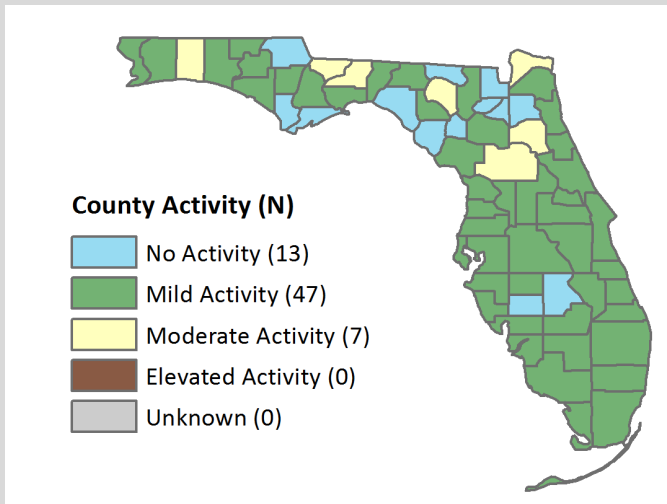 County Activity (N)
No Activity (13)
Mild Activity (47)
Moderate Activity (7)
Elevated Activity (0)
Unknown (0)